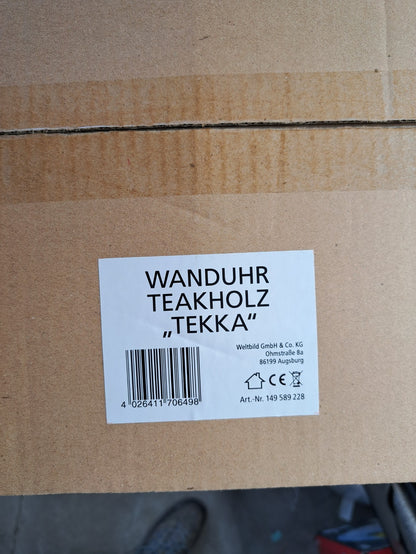 WANDUHR
TEAKHOLZ
„TEKKA“
Weltbild GmbH & Co. KG
Ohmstraße 8a
86199 Augsburg
4 026411 706498
CE
Art.-Nr. 149 589 228